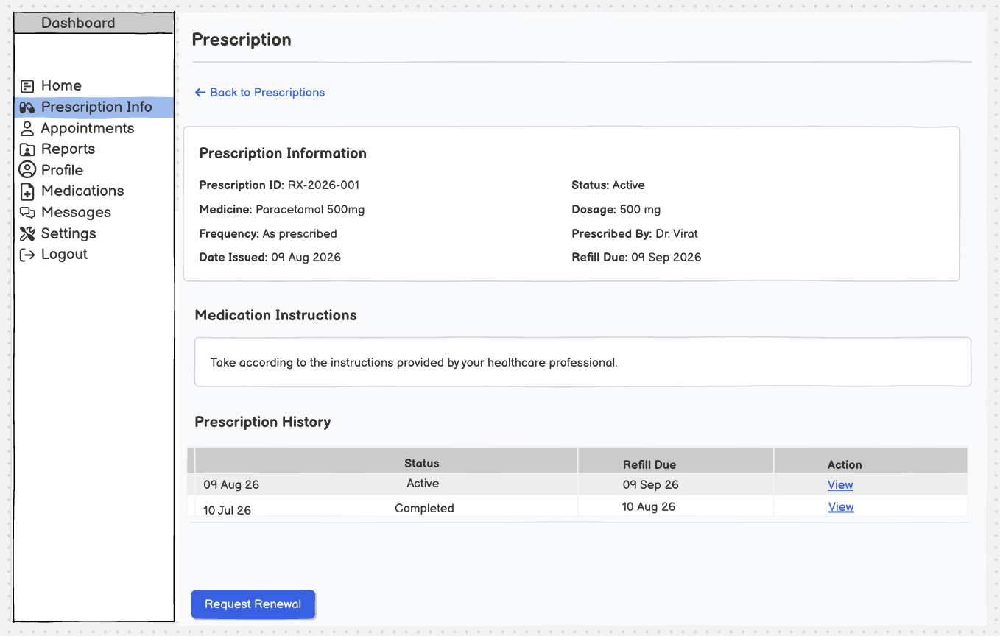 Dashboard
Home
Prescription Info
Appointments
Reports
Profile
Medications
Messages
Settings
Logout
Prescription
Back to Prescriptions
Prescription Information
Prescription ID: RX-2026-001
Status: Active
Medicine: Paracetamol 500mg
Dosage: 500 mg
Frequency: As prescribed
Prescribed By: Dr. Virat
Date Issued: 09 Aug 2026
Refill Due: 09 Sep 2026
Medication Instructions
Take according to the instructions provided by your healthcare professional.
Prescription History
Status Refill Due Action
09 Aug 26 Active 09 Sep 26 View
10 Jul 26 Completed 10 Aug 26 View
Request Renewal